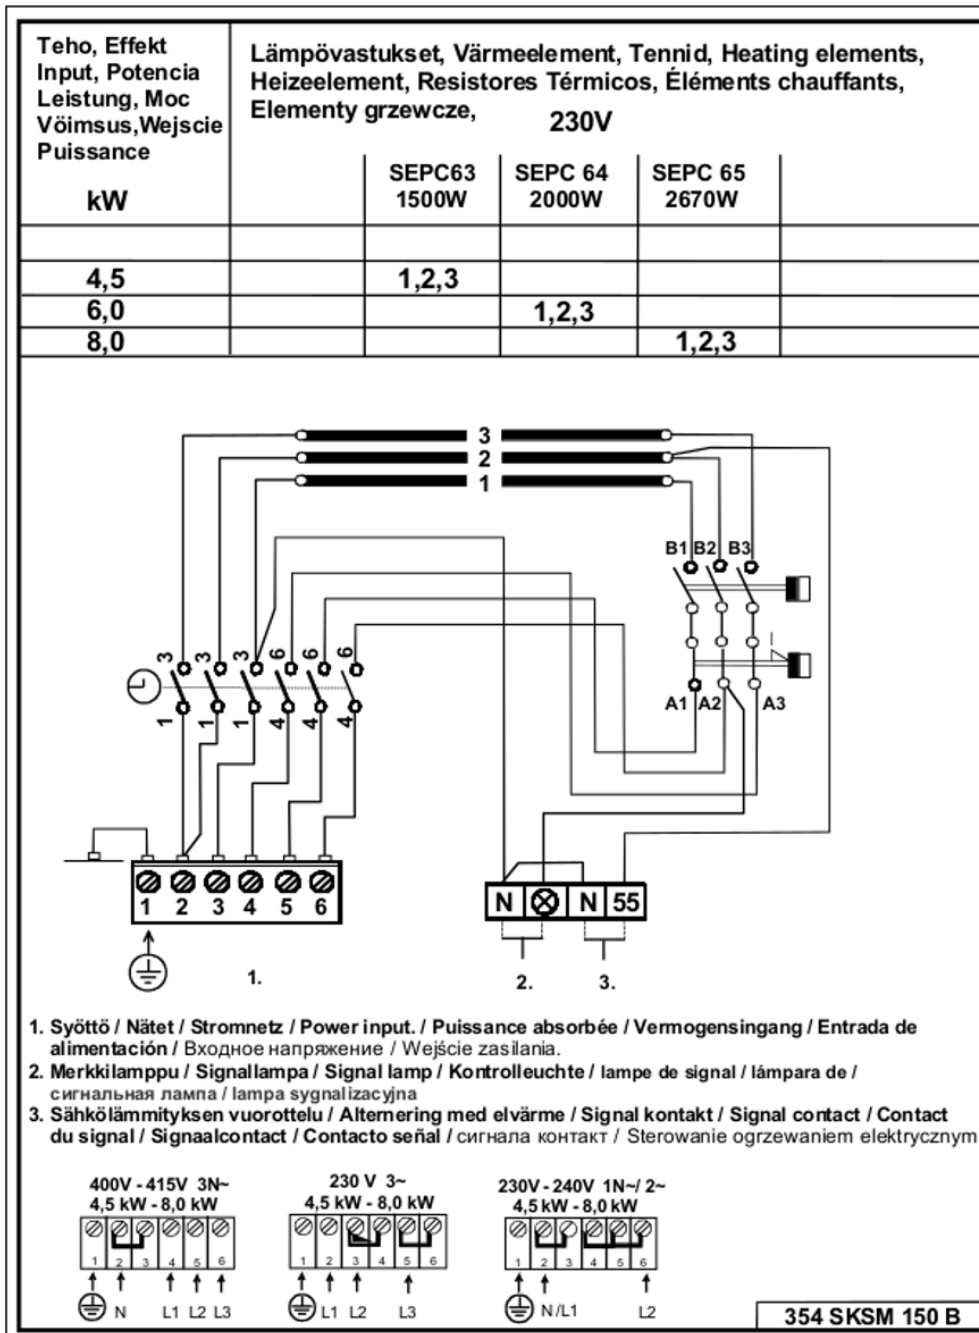 Teho, Effekt
Input, Potencia
Leistung, Moc
Vöimsus,Wejscie
Puissance
kW
Lämpövastukset, Värmeelement, Tennid, Heating elements,
Heizeelement, Resistores Térmicos, Éléments chauffants,
Elementy grzewcze, 230V
SEPC63 SEPC 64 SEPC 65
1500W 2000W 2670W
4,5 1,2,3
6,0 1,2,3
8,0 1,2,3
3
2
1
B1 B2 B3
3 3 3 6 6 6
1 1 1 4 4 4
A1 A2 A3
1 2 3 4 5 6
N N 55
1. 2. 3.
1. Syöttö / Nätet / Stromnetz / Power input. / Puissance absorbée / Vermogensingang / Entrada de
alimentación / Входное напряжение / Wejście zasilania.
2. Merkkilamppu / Signallampa / Signal lamp / Kontrolleuchte / lampe de signal / lámpara de /
сигнальная лампа / lampa sygnalizacyjna
3. Sähkölämmityksen vuorottelu / Alternering med elvärme / Signal kontakt / Signal contact / Contact
du signal / Signaalcontact / Contacto señal / сигнала контакт / Sterowanie ogrzewaniem elektrycznym
400V - 415V 3N~
4,5 kW - 8,0 kW
1 2 3 4 5 6
N L1 L2 L3
230 V 3~
4,5 kW - 8,0 kW
1 2 3 4 5 6
L1 L2 L3
230V - 240V 1N~/ 2~
4,5 kW - 8,0 kW
1 2 3 4 5 6
N/L1 L2
354 SKSM 150 B